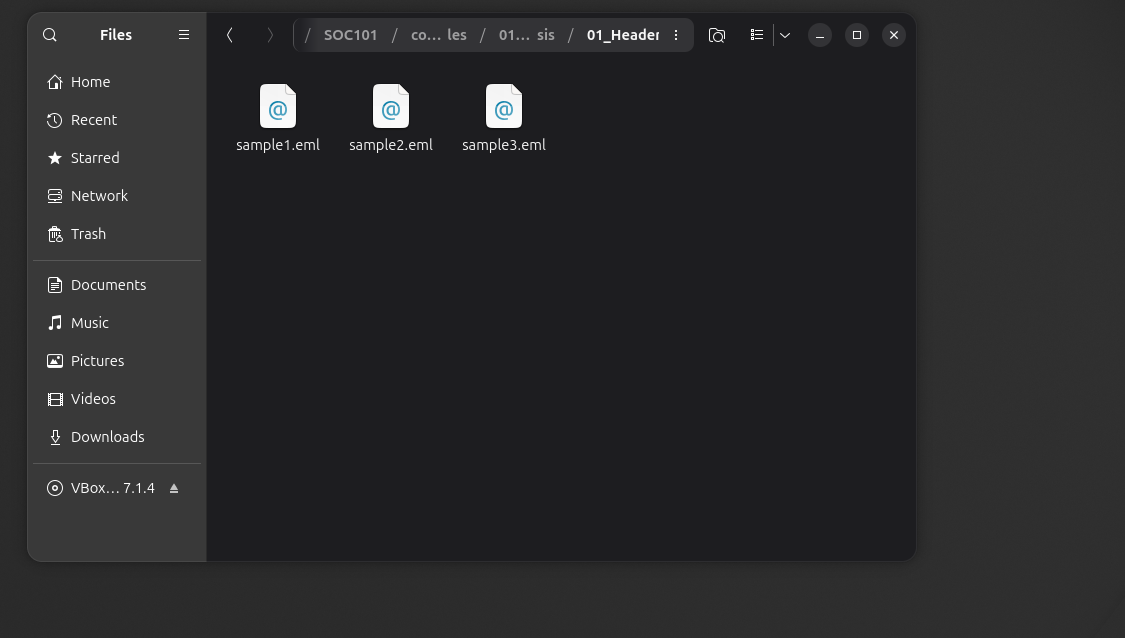 Files
/ SOC101 / co... les / 01... sis / 01_Header
Home
Recent
Starred
Network
Trash
Documents
Music
Pictures
Videos
Downloads
VBox... 7.1.4
sample1.eml
sample2.eml
sample3.eml